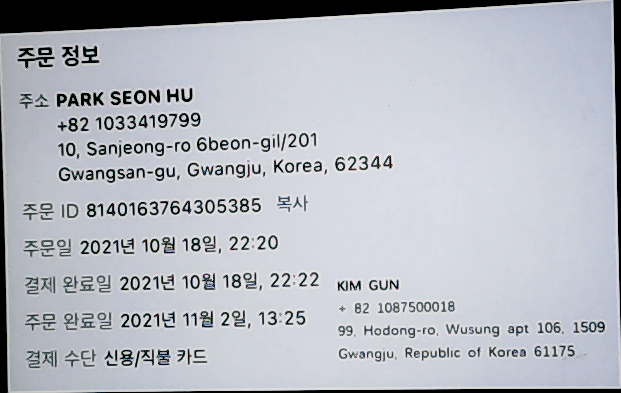 주문 정보
주소 PARK SEON HU
+82 1033419799
10, Sanjeong-ro 6beon-gil/201
Gwangsan-gu, Gwangju, Korea, 62344
주문 ID 8140163764305385 복사
주문일 2021년 10월 18일, 22:20
결제 완료일 2021년 10월 18일, 22:22
주문 완료일 2021년 11월 2일, 13:25
결제 수단 신용/직불 카드
KIM GUN
+ 82 1087500018
99, Hodong-ro, Wusung apt 106, 1509
Gwangju, Republic of Korea 61175